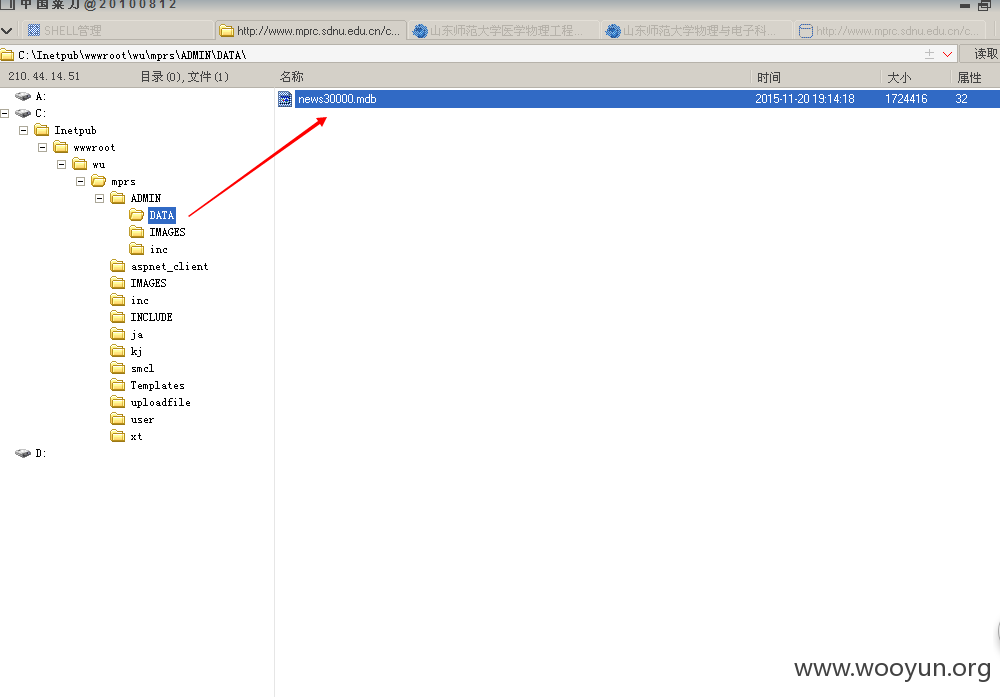 中国菜刀@20100812
SHELL管理 http://www.mprc.sdnu.edu.cn/c... 山东师范大学医学物理工程... 山东师范大学物理与电子科... http://www.mprc.sdnu.edu.cn/c...
C:\Inetpub\wwwroot\wu\mprs\ADMIN\DATA\ 读取
210.44.14.51 目录(0),文件(1) 名称 时间 大小 属性
A:
news30000.mdb 2015-11-20 19:14:18 1724416 32
C:
Inetpub
wwwroot
wu
mprs
ADMIN
DATA
IMAGES
inc
aspnet_client
IMAGES
inc
INCLUDE
ja
kj
smcl
Templates
uploadfile
user
xt
D:
www.wooyun.org